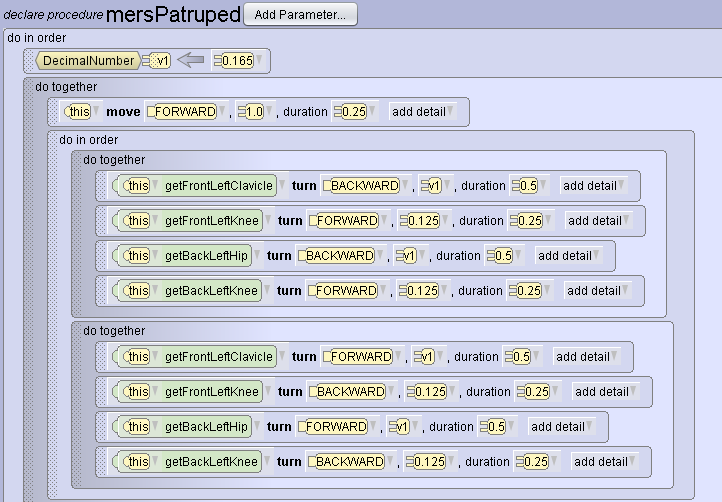 declare procedure mersPatruped Add Parameter...
do in order
DecimalNumber v1 0.165
do together
this move FORWARD , 1.0 , duration 0.25 add detail
do in order
do together
this getFrontLeftClavicle turn BACKWARD , v1 , duration 0.5 add detail
this getFrontLeftKnee turn FORWARD , 0.125 , duration 0.25 add detail
this getBackLeftHip turn BACKWARD , v1 , duration 0.5 add detail
this getBackLeftKnee turn FORWARD , 0.125 , duration 0.25 add detail
do together
this getFrontLeftClavicle turn FORWARD , v1 , duration 0.5 add detail
this getFrontLeftKnee turn BACKWARD , 0.125 , duration 0.25 add detail
this getBackLeftHip turn FORWARD , v1 , duration 0.5 add detail
this getBackLeftKnee turn BACKWARD , 0.125 , duration 0.25 add detail